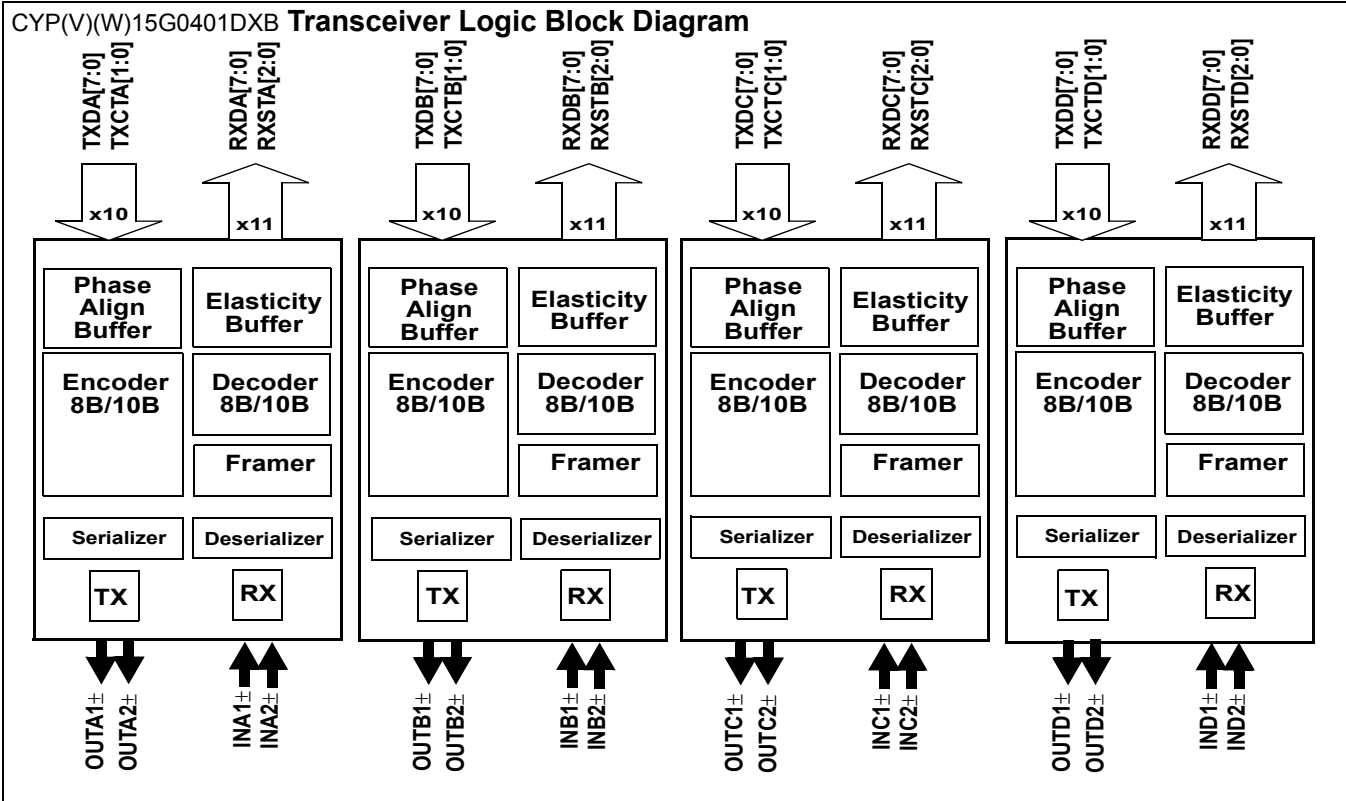 CYP(V)(W)15G0401DXB Transceiver Logic Block Diagram
TXDA[7:0]
TXCTA[1:0]
RXDA[7:0]
RXSTA[2:0]
TXDB[7:0]
TXCTB[1:0]
RXDB[7:0]
RXSTB[2:0]
TXDC[7:0]
TXCTC[1:0]
RXDC[7:0]
RXSTC[2:0]
TXDD[7:0]
TXCTD[1:0]
RXDD[7:0]
RXSTD[2:0]
x10
x11
x10
x11
x10
x11
x10
x11
Phase
Align
Buffer
Elasticity
Buffer
Encoder
8B/10B
Decoder
8B/10B
Framer
Serializer
Deserializer
TX
RX
Phase
Align
Buffer
Elasticity
Buffer
Encoder
8B/10B
Decoder
8B/10B
Framer
Serializer
Deserializer
TX
RX
Phase
Align
Buffer
Elasticity
Buffer
Encoder
8B/10B
Decoder
8B/10B
Framer
Serializer
Deserializer
TX
RX
Phase
Align
Buffer
Elasticity
Buffer
Encoder
8B/10B
Decoder
8B/10B
Framer
Serializer
Deserializer
TX
RX
OUTA1±
OUTA2±
INA1±
INA2±
OUTB1±
OUTB2±
INB1±
INB2±
OUTC1±
OUTC2±
INC1±
INC2±
OUTD1±
OUTD2±
IND1±
IND2±